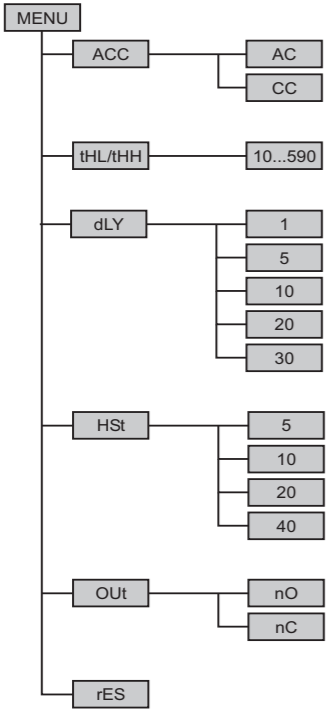 MENU
ACC AC
CC
tHL/tHH 10...590
dLY 1
5
10
20
30
HSt 5
10
20
40
OUt nO
nC
rES